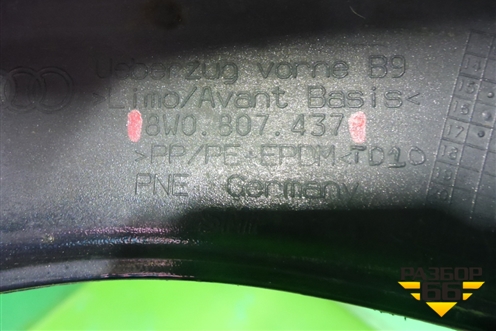 Ueberzug vorne B9
>Limo/Avant Basis<
8W0.807.437
>PP/PE+EPDM<TD10
PNE Germany
РАЗБОР
66